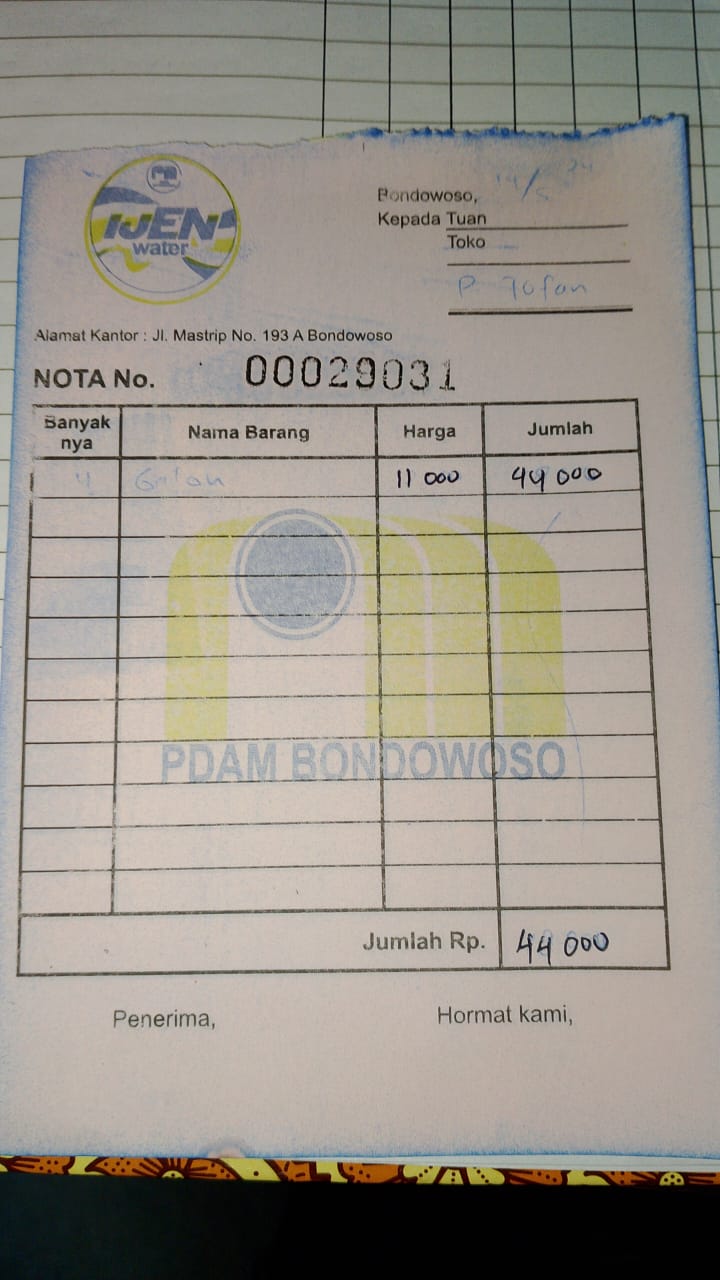 IJEN
water
Bondowoso, 14/5 24
Kepada Tuan
Toko
P. Tofan
Alamat Kantor : Jl. Mastrip No. 193 A Bondowoso
NOTA No. 00029031
Banyak nya Nama Barang Harga Jumlah
4 Galon 11 000 44 000
PDAM BONDOWOSO
Jumlah Rp. 44 000
Penerima, Hormat kami,